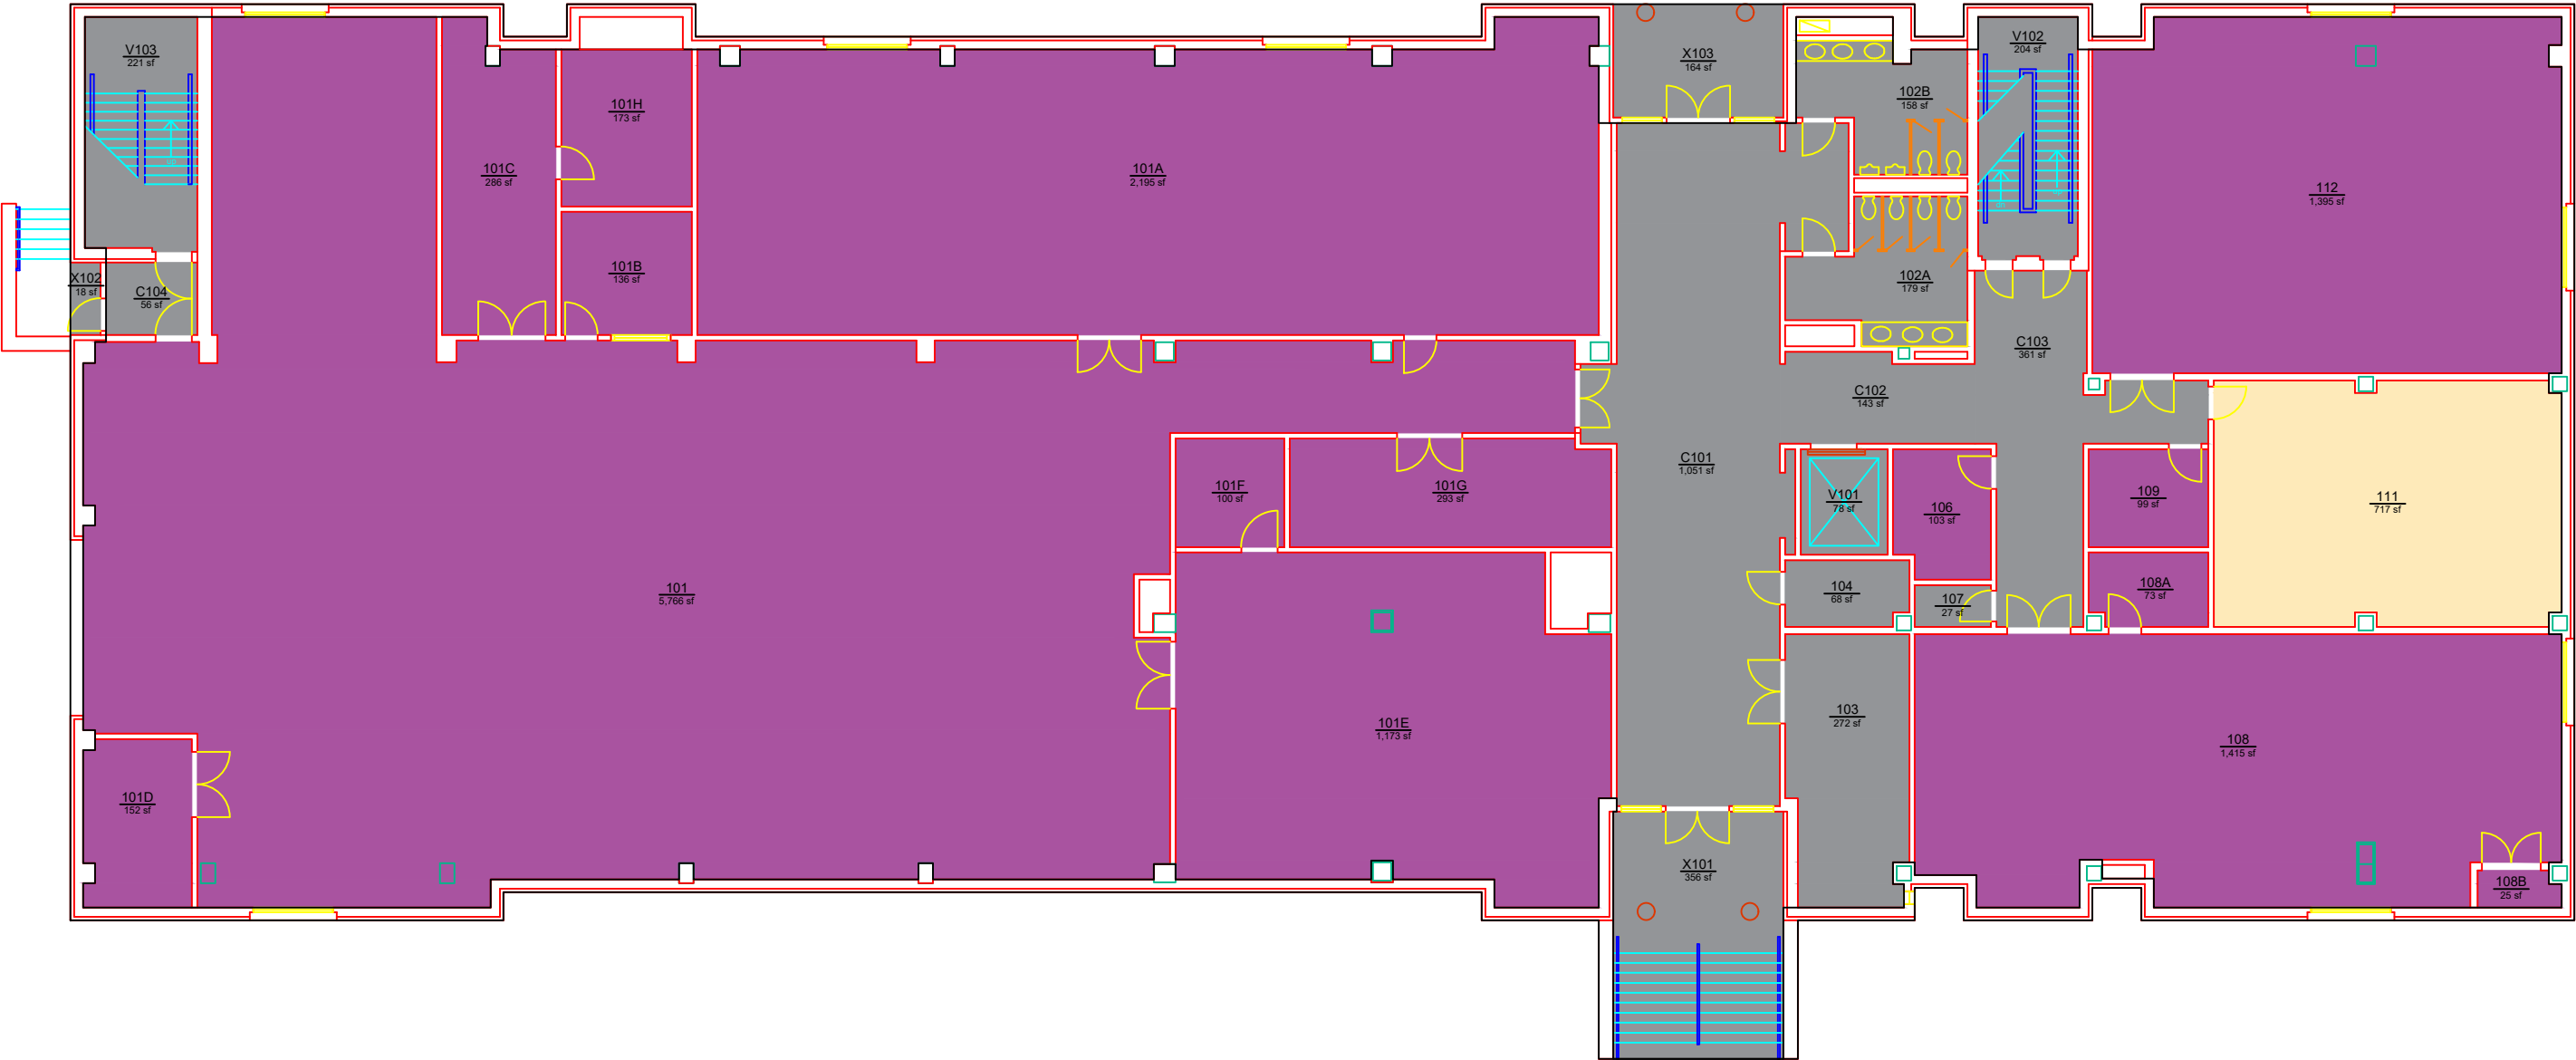 V103
221 sf
X103
164 sf
V102
204 sf
101H
173 sf
102B
158 sf
101C
286 sf
101A
2,195 sf
112
1,395 sf
up
101B
136 sf
X102
18 sf
C104
56 sf
102A
179 sf
C103
361 sf
C102
143 sf
C101
1,051 sf
101F
100 sf
101G
293 sf
V101
78 sf
106
103 sf
109
99 sf
111
717 sf
101
5,766 sf
104
68 sf
107
27 sf
108A
73 sf
101E
1,173 sf
103
272 sf
108
1,415 sf
101D
152 sf
X101
356 sf
108B
25 sf